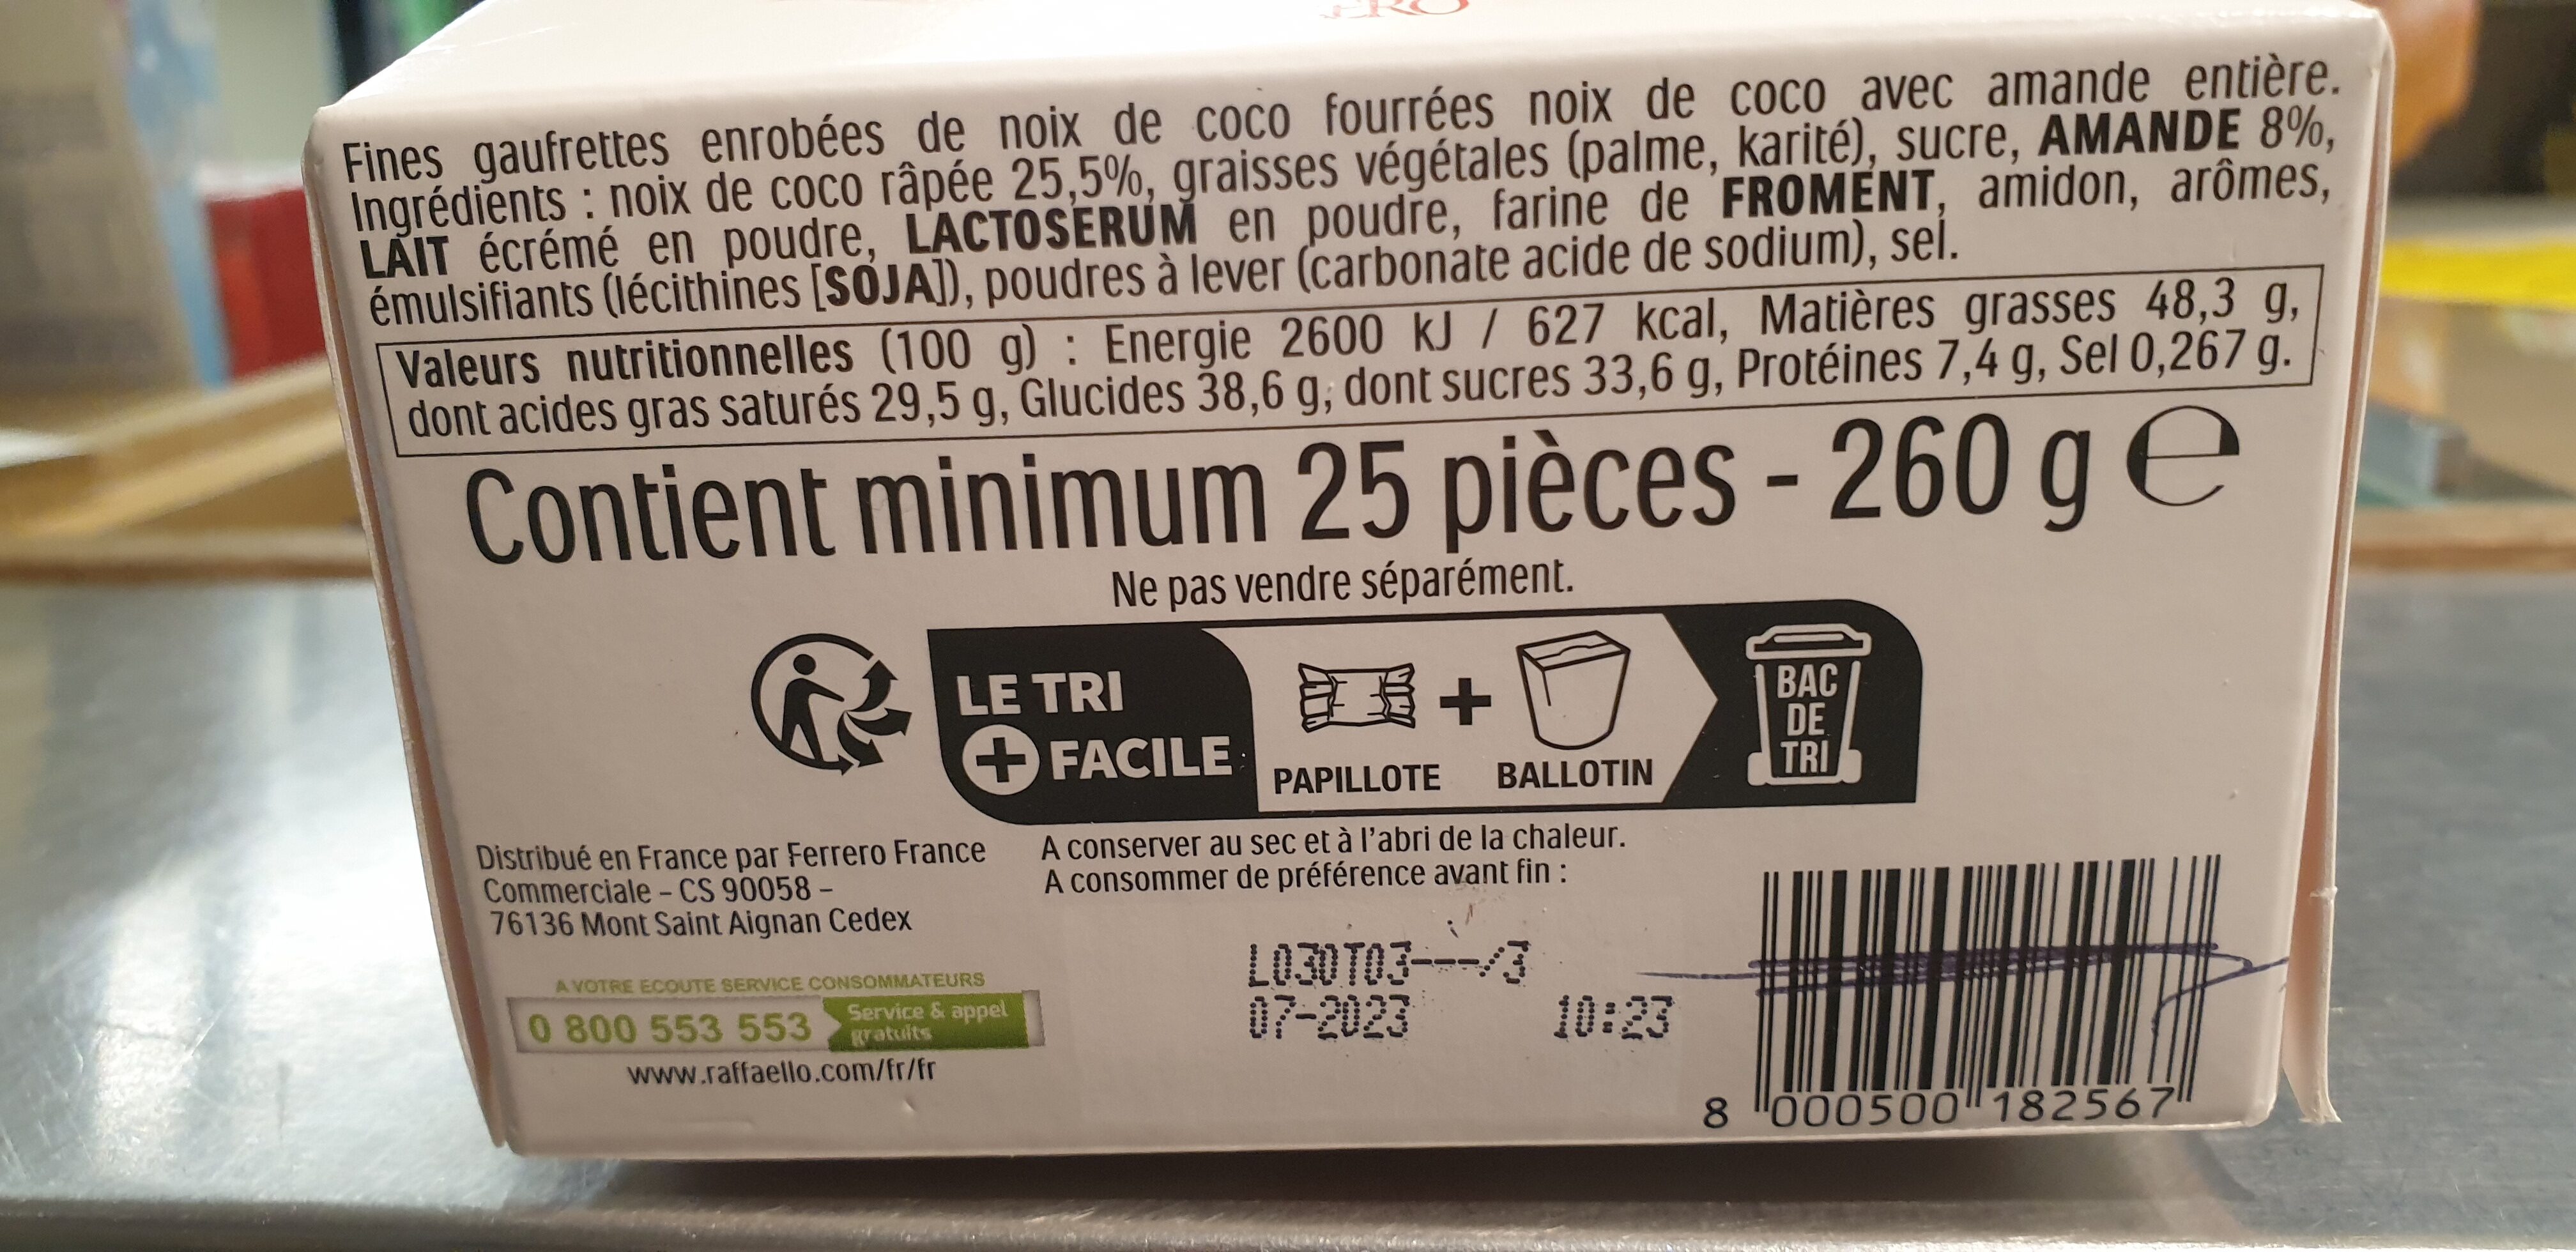 Fines gaufrettes enrobées de noix de coco fourrées noix de coco avec amande entière.
Ingrédients : noix de coco râpée 25,5%, graisses végétales (palme, karité), sucre, AMANDE 8%,
LAIT écrémé en poudre, LACTOSERUM en poudre, farine de FROMENT, amidon, arômes,
émulsifiants (lécithines [SOJA]), poudres à lever (carbonate acide de sodium), sel.
Valeurs nutritionnelles (100 g) : Energie 2600 kJ / 627 kcal, Matières grasses 48,3 g,
dont acides gras saturés 29,5 g, Glucides 38,6 g; dont sucres 33,6 g, Protéines 7,4 g, Sel 0,267 g.
Contient minimum 25 pièces - 260 g e
Ne pas vendre séparément.
LE TRI
+ FACILE
PAPILLOTE + BALLOTIN
BAC
DE
TRI
Distribué en France par Ferrero France
Commerciale – CS 90058 –
76136 Mont Saint Aignan Cedex
A conserver au sec et à l'abri de la chaleur.
A consommer de préférence avant fin :
L030T03---/3
07-2023 10:23
A VOTRE ECOUTE SERVICE CONSOMMATEURS
0 800 553 553 Service & appel
gratuits
www.raffaello.com/fr/fr
8 000500 182567